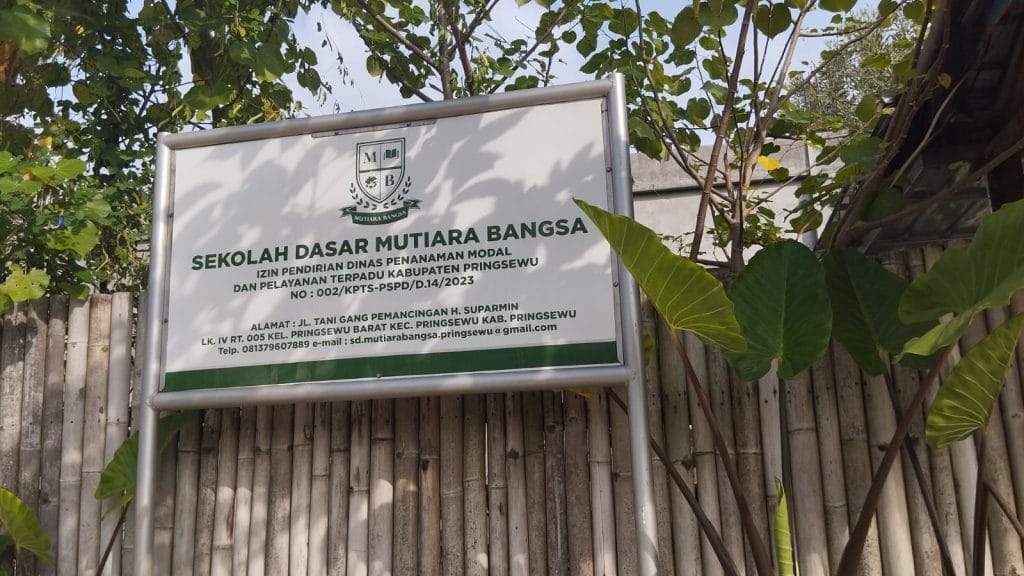 M
B
MUTIARA BANGSA
SEKOLAH DASAR MUTIARA BANGSA
IZIN PENDIRIAN DINAS PENANAMAN MODAL
DAN PELAYANAN TERPADU KABUPATEN PRINGSEWU
NO : 002/KPTS-PSPD/D.14/2023
ALAMAT : JL. TANI GANG PEMANCINGAN H. SUPARMIN
LK. IV RT. 005 KEL. PRINGSEWU BARAT KEC. PRINGSEWU KAB. PRINGSEWU
Telp. 081379607889 e-mail : sd.mutiarabangsa.pringsewu@gmail.com